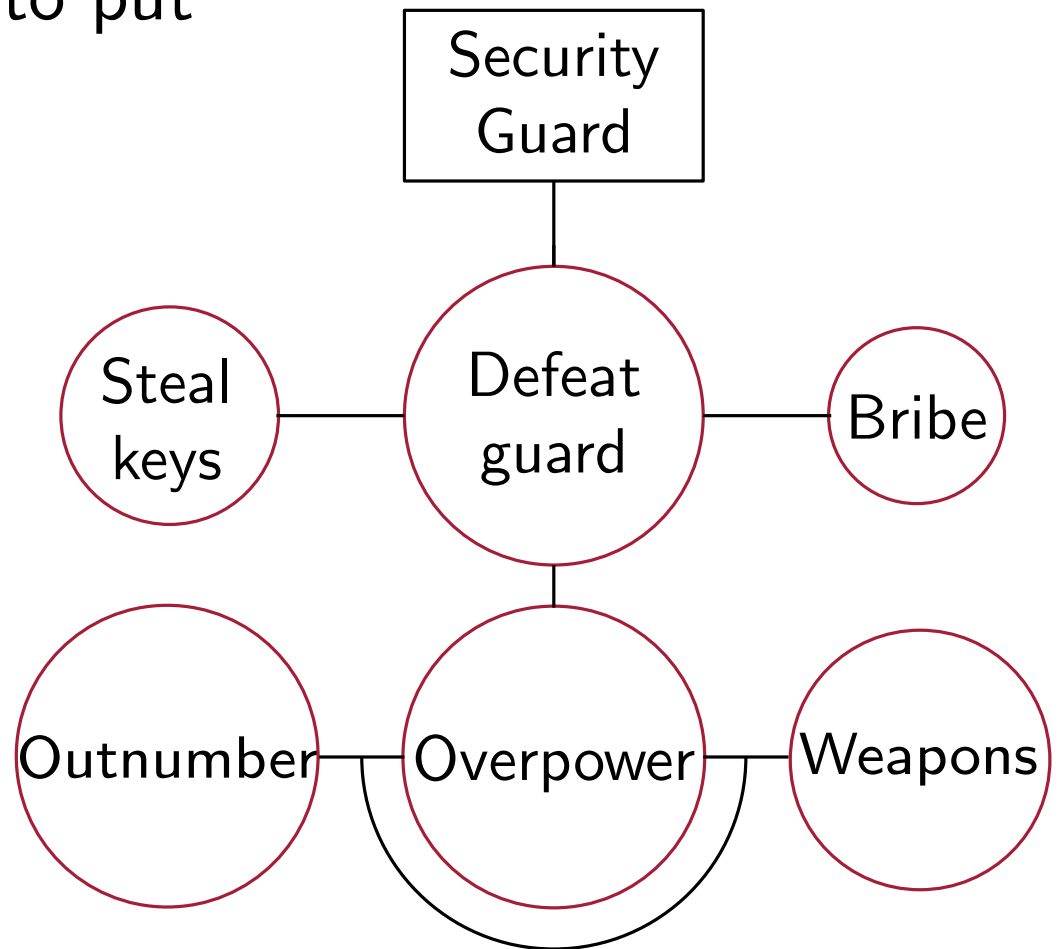 to put
Security
Guard
Steal
keys
Defeat
guard
Bribe
Outnumber
Overpower
Weapons